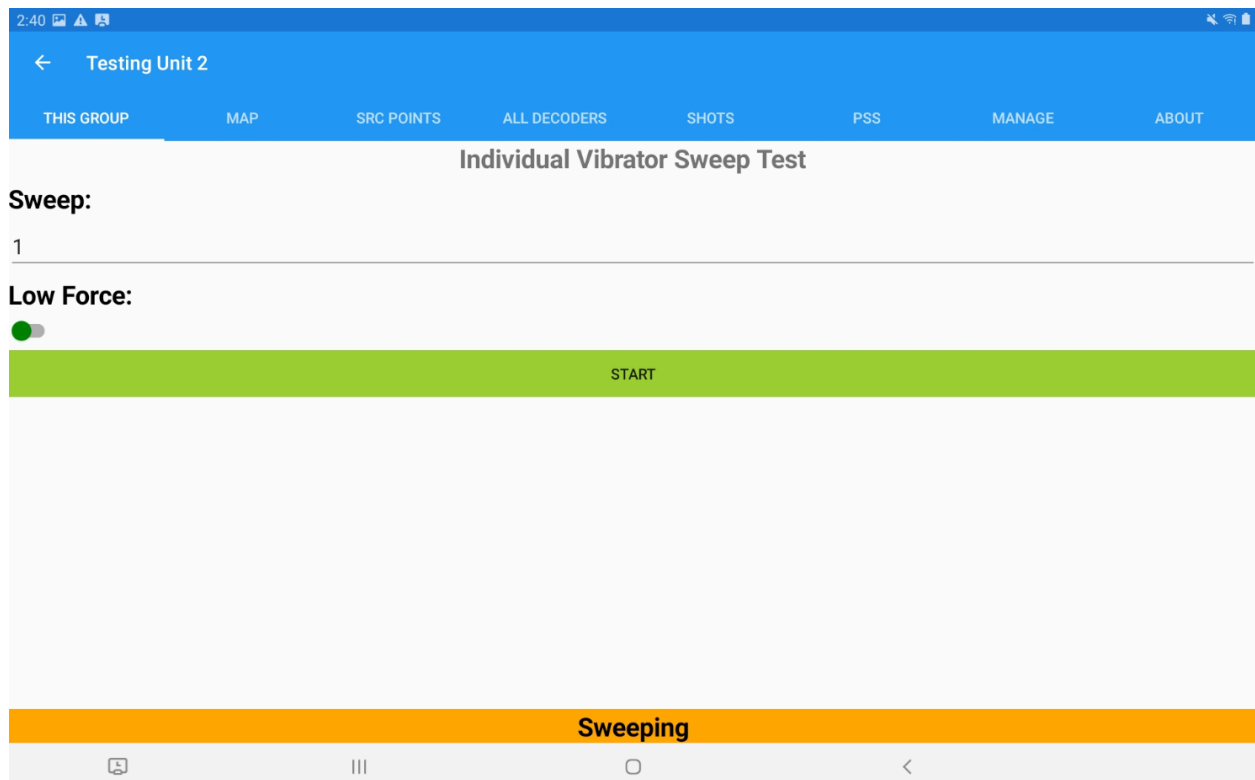 2:40
Testing Unit 2
THIS GROUP MAP SRC POINTS ALL DECODERS SHOTS PSS MANAGE ABOUT
Individual Vibrator Sweep Test
Sweep:
1
Low Force:
START
Sweeping